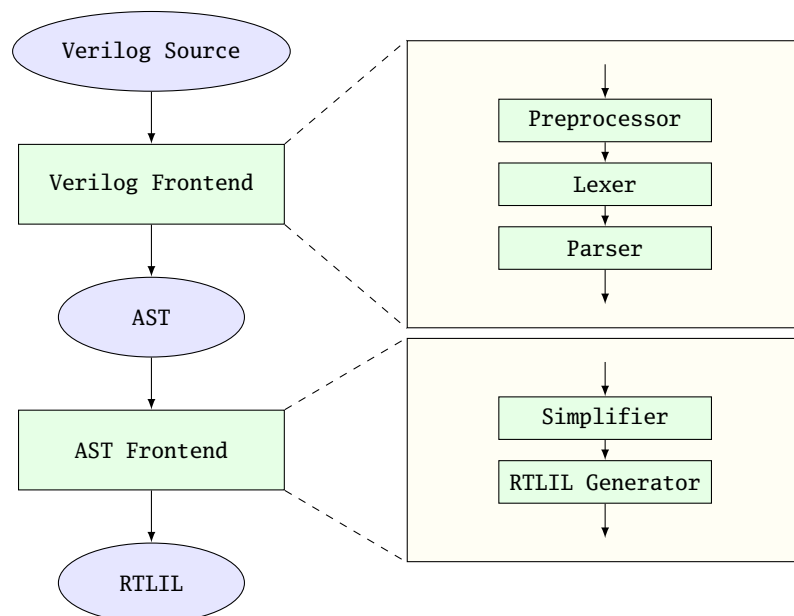 Verilog Source
Verilog Frontend
AST
AST Frontend
RTLIL
Preprocessor
Lexer
Parser
Simplifier
RTLIL Generator